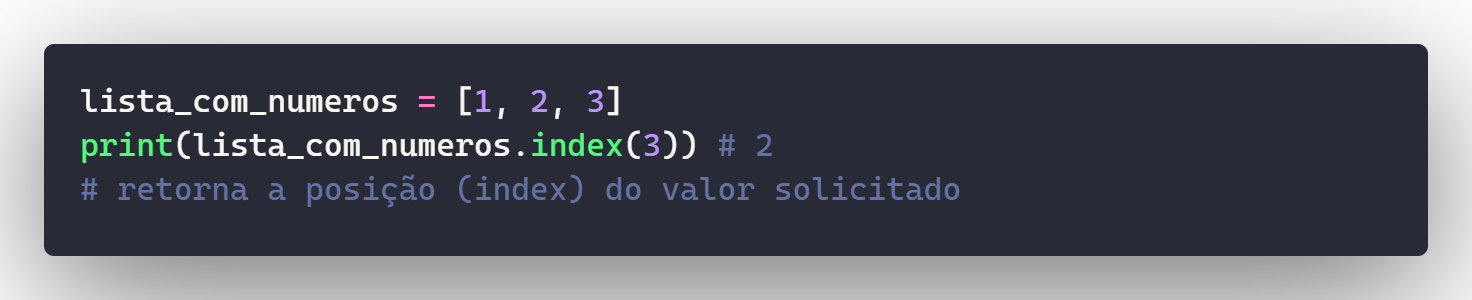 lista_com_numeros = [1, 2, 3]
print(lista_com_numeros.index(3)) # 2
# retorna a posição (index) do valor solicitado